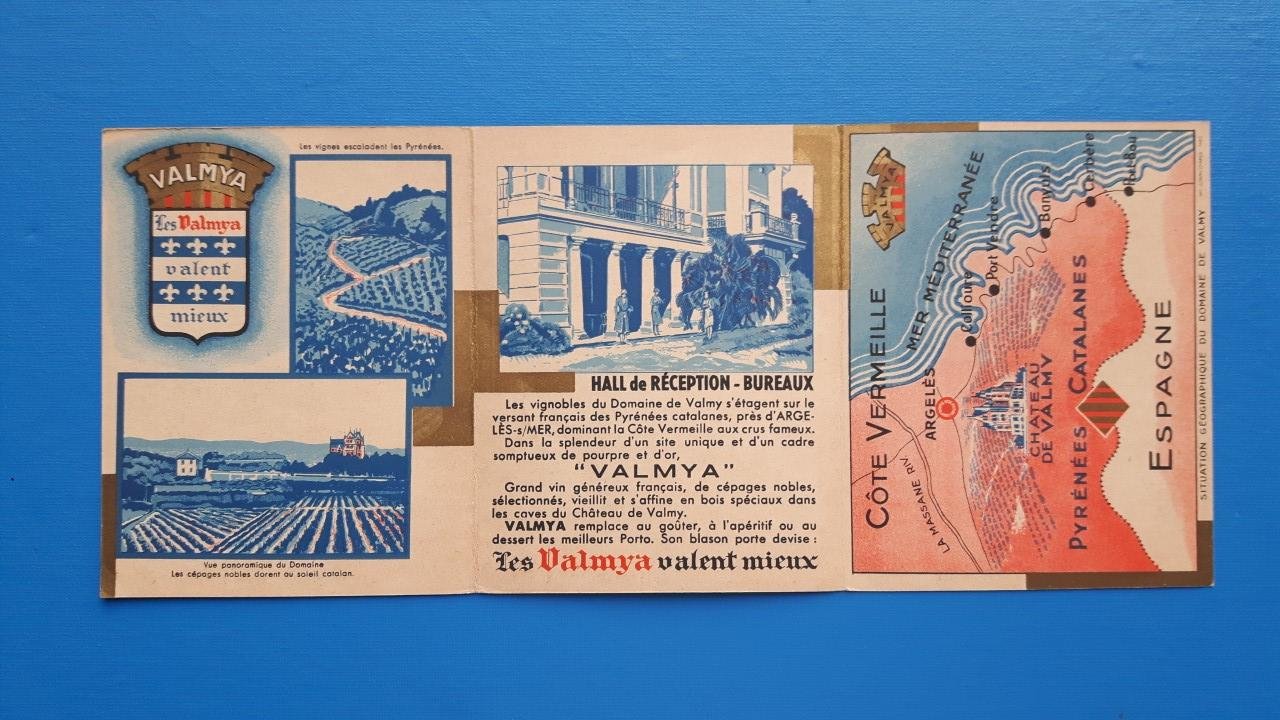 VALMYA
Les Valmya
valent
mieux
Les vignes escaladent les Pyrénées.
Vue panoramique du Domaine
Les cépages nobles dorent au soleil catalan.
HALL de RÉCEPTION - BUREAUX
Les vignobles du Domaine de Valmy s'étagent sur le
versant français des Pyrénées catalanes, près d'ARGE-
LÈS-s/MER, dominant la Côte Vermeille aux crus fameux.
Dans la splendeur d'un site unique et d'un cadre
somptueux de pourpre et d'or,
"VALMYA"
Grand vin généreux français, de cépages nobles,
sélectionnés, vieillit et s'affine en bois spéciaux dans
les caves du Château de Valmy.
VALMYA remplace au goûter, à l'apéritif ou au
dessert les meilleurs Porto. Son blason porte devise :
Les Valmya valent mieux
VALMYA
CÔTE VERMEILLE
MER MÉDITERRANÉE
ARGELÈS
LA MASSANE RIV.
Collioure
Port Vendre
Banyuls
Cerbère
Port-Bou
CHATEAU
DE VALMY
PYRÉNÉES CATALANES
ESPAGNE
SITUATION GÉOGRAPHIQUE DU DOMAINE DE VALMY